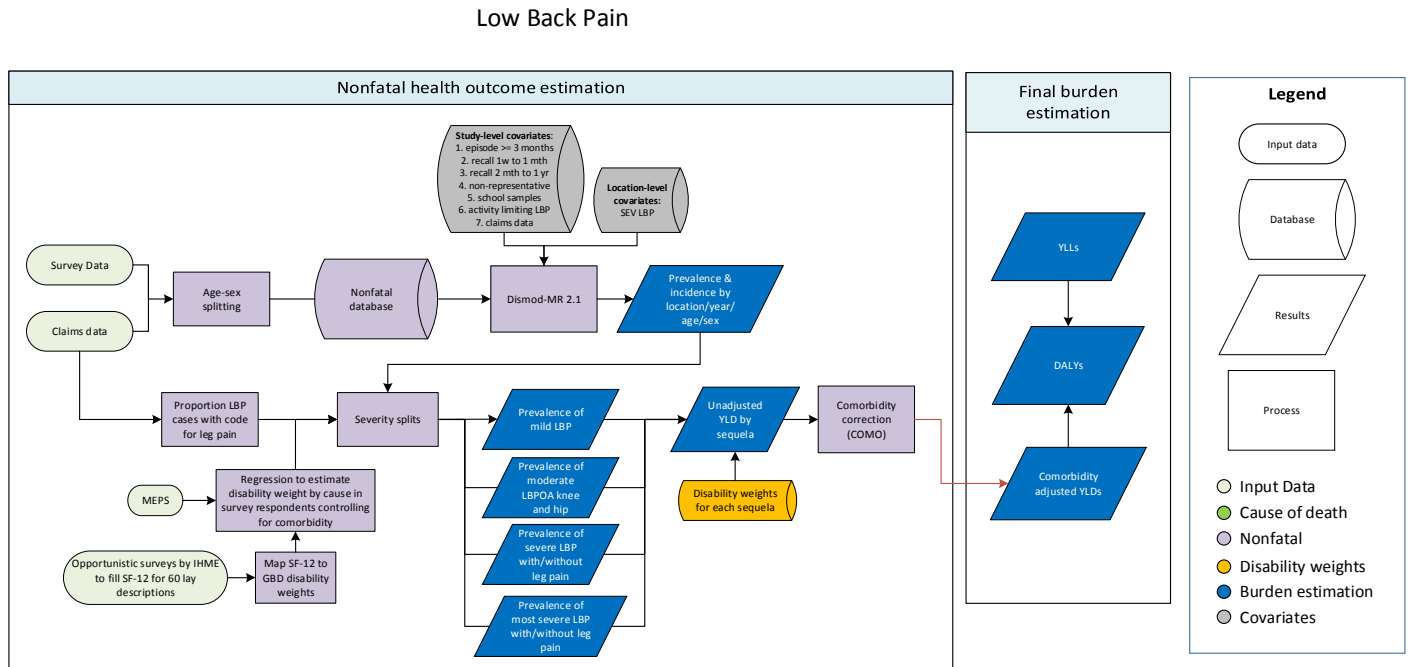 Low Back Pain
Nonfatal health outcome estimation
Final burden
estimation
Legend
Study-level covariates:
1. episode >= 3 months
2. recall 1w to 1 mth
3. recall 2 mth to 1 yr
4. non-representative
5. school samples
6. activity limiting LBP
7. claims data
Location-level
covariates:
SEV LBP
Survey Data
Claims data
Age-sex
splitting
Nonfatal
database
Dismod-MR 2.1
Prevalence &
incidence by
location/year/
age/sex
Proportion LBP
cases with code
for leg pain
Severity splits
Prevalence of
mild LBP
Prevalence of
moderate
LBPOA knee
and hip
Prevalence of
severe LBP
with/without
leg pain
Prevalence of
most severe LBP
with/without leg
pain
Unadjusted
YLD by
sequela
Disability weights
for each sequela
Comorbidity
correction
(COMO)
MEPS
Regression to estimate
disability weight by cause in
survey respondents controlling
for comorbidity
Opportunistic surveys by IHME
to fill SF-12 for 60 lay
descriptions
Map SF-12 to
GBD disability
weights
YLLs
DALYs
Comorbidity
adjusted YLDs
Input data
Database
Results
Process
Input Data
Cause of death
Nonfatal
Disability weights
Burden estimation
Covariates